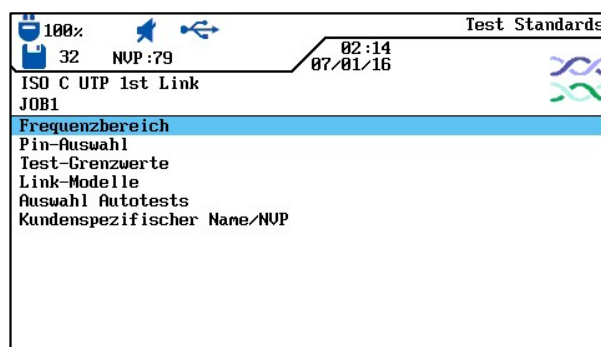 100%
Test Standards
32 NVP:79
02:14
07/01/16
ISO C UTP 1st Link
JOB1
Frequenzbereich
Pin-Auswahl
Test-Grenzwerte
Link-Modelle
Auswahl Autotests
Kundenspezifischer Name/NVP